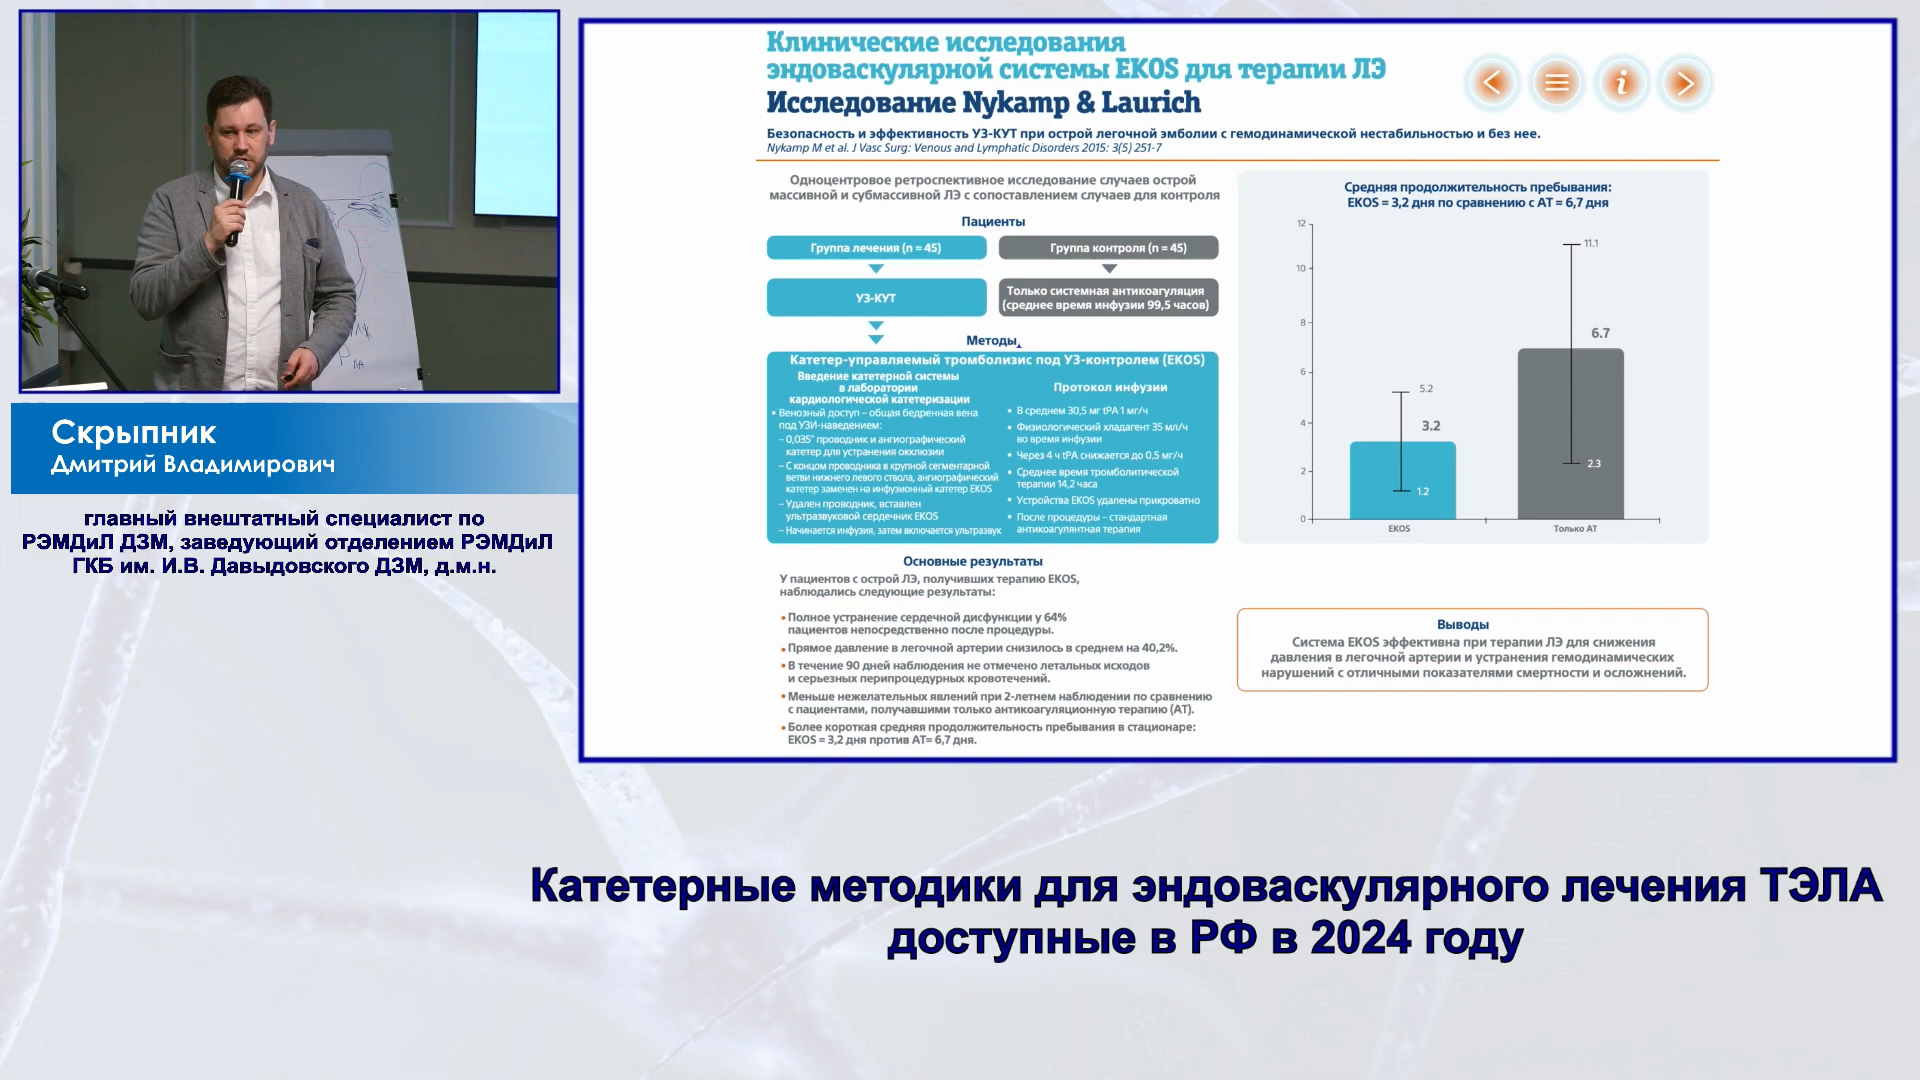 Клинические исследования
эндоваскулярной системы EKOS для терапии ЛЭ
Исследование Nykamp & Laurich
Безопасность и эффективность УЗ-КУТ при острой легочной эмболии с гемодинамической нестабильностью и без нее.
Nykamp M et al. J Vasc Surg: Venous and Lymphatic Disorders 2015: 3(5) 251-7
Одноцентровое ретроспективное исследование случаев острой
массивной и субмассивной ЛЭ с сопоставлением случаев для контроля
Пациенты
Группа лечения (n = 45)
Группа контроля (n = 45)
УЗ-КУТ
Только системная антикоагуляция
(среднее время инфузии 99,5 часов)
Методы
Катетер-управляемый тромболизис под УЗ-контролем (EKOS)
Введение катетерной системы
в лаборатории
кардиологической катетеризации
• Венозный доступ – общая бедренная вена
под УЗИ-наведением:
– 0,035" проводник и ангиографический
катетер для устранения окклюзии
– С концом проводника в крупной сегментарной
ветви нижнего левого ствола, ангиографический
катетер заменен на инфузионный катетер EKOS
– Удален проводник, вставлен
ультразвуковой сердечник EKOS
– Начинается инфузия, затем включается ультразвук
Протокол инфузии
• В среднем 30,5 мг tPA 1 мг/ч
• Физиологический хладагент 35 мл/ч
во время инфузии
• Через 4 ч tPA снижается до 0,5 мг/ч
• Среднее время тромболитической
терапии 14,2 часа
• Устройства EKOS удалены прикроватно
• После процедуры – стандартная
антикоагулянтная терапия
Основные результаты
У пациентов с острой ЛЭ, получивших терапию EKOS,
наблюдались следующие результаты:
• Полное устранение сердечной дисфункции у 64%
пациентов непосредственно после процедуры.
• Прямое давление в легочной артерии снизилось в среднем на 40,2%.
• В течение 90 дней наблюдения не отмечено летальных исходов
и серьезных перипроцедурных кровотечений.
• Меньше нежелательных явлений при 2-летнем наблюдении по сравнению
с пациентами, получавшими только антикоагуляционную терапию (АТ).
• Более короткая средняя продолжительность пребывания в стационаре:
EKOS = 3,2 дня против АТ= 6,7 дня.
Средняя продолжительность пребывания:
EKOS = 3,2 дня по сравнению с АТ = 6,7 дня
12
10
8
6
4
2
0
5.2
3.2
1.2
11.1
6.7
2.3
EKOS
Только АТ
Выводы
Система EKOS эффективна при терапии ЛЭ для снижения
давления в легочной артерии и устранения гемодинамических
нарушений с отличными показателями смертности и осложнений.
Скрыпник
Дмитрий Владимирович
главный внештатный специалист по
РЭМДиЛ ДЗМ, заведующий отделением РЭМДиЛ
ГКБ им. И.В. Давыдовского ДЗМ, д.м.н.
Катетерные методики для эндоваскулярного лечения ТЭЛА
доступные в РФ в 2024 году